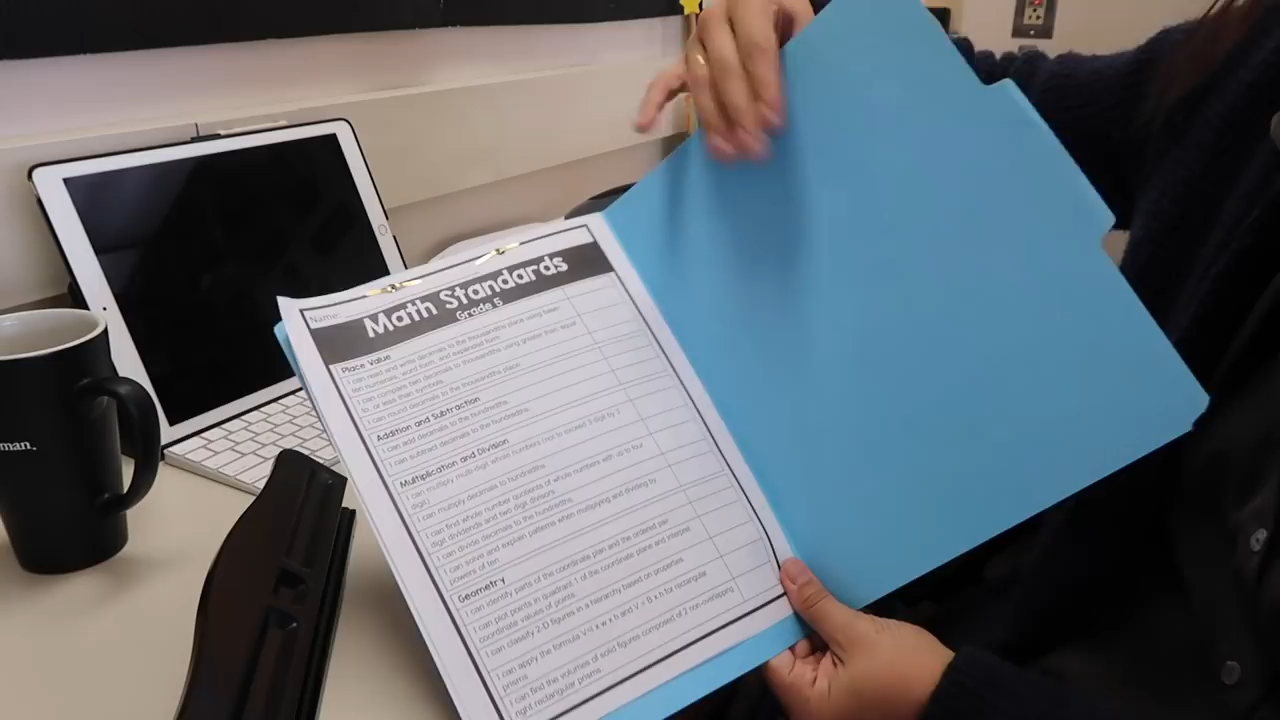 man.
Name:
Math Standards
Grade 5
Place Value
I can read and write decimals to the thousandths place using base-
ten numerals, word form, and expanded form.
I can compare two decimals to thousandths using greater than, equal
to, or less than symbols.
I can round decimals to the thousandths place.
Addition and Subtraction
I can add decimals to the hundredths.
I can subtract decimals to the hundredths.
Multiplication and Division
I can multiply multi-digit whole numbers (not to exceed 3-digit by 2
digit)
I can multiply decimals to hundredths.
I can find whole number quotients of whole numbers with up to four
digit dividends and two digit divisors.
I can divide decimals to the hundredths.
I can solve and explain patterns when multiplying and dividing by
powers of ten
Geometry
I can identify parts of the coordinate plan and the ordered pair
I can plot points in quadrant 1 of the coordinate plane and interpret
coordinate values of points.
I can classify 2-D figures in a hierarchy based on properties.
I can apply the formula V=l x w x h and V = B x h for rectangular
prisms
I can find the volumes of solid figures composed of 2 non-overlapping
right rectangular prisms